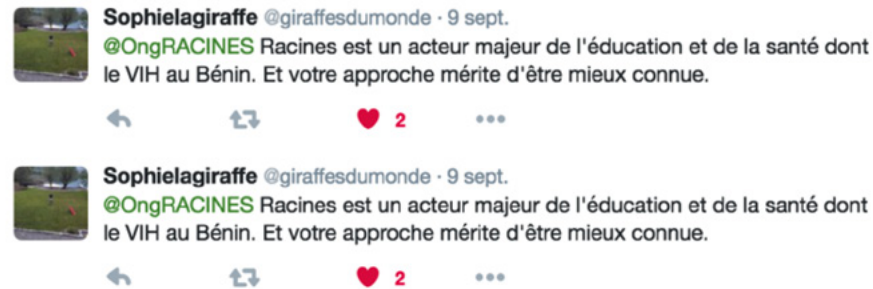 Sophielagiraffe @giraffesdumonde · 9 sept.
@OngRACINES Racines est un acteur majeur de l'éducation et de la santé dont
le VIH au Bénin. Et votre approche mérite d'être mieux connue.
2
Sophielagiraffe @giraffesdumonde · 9 sept.
@OngRACINES Racines est un acteur majeur de l'éducation et de la santé dont
le VIH au Bénin. Et votre approche mérite d'être mieux connue.
2